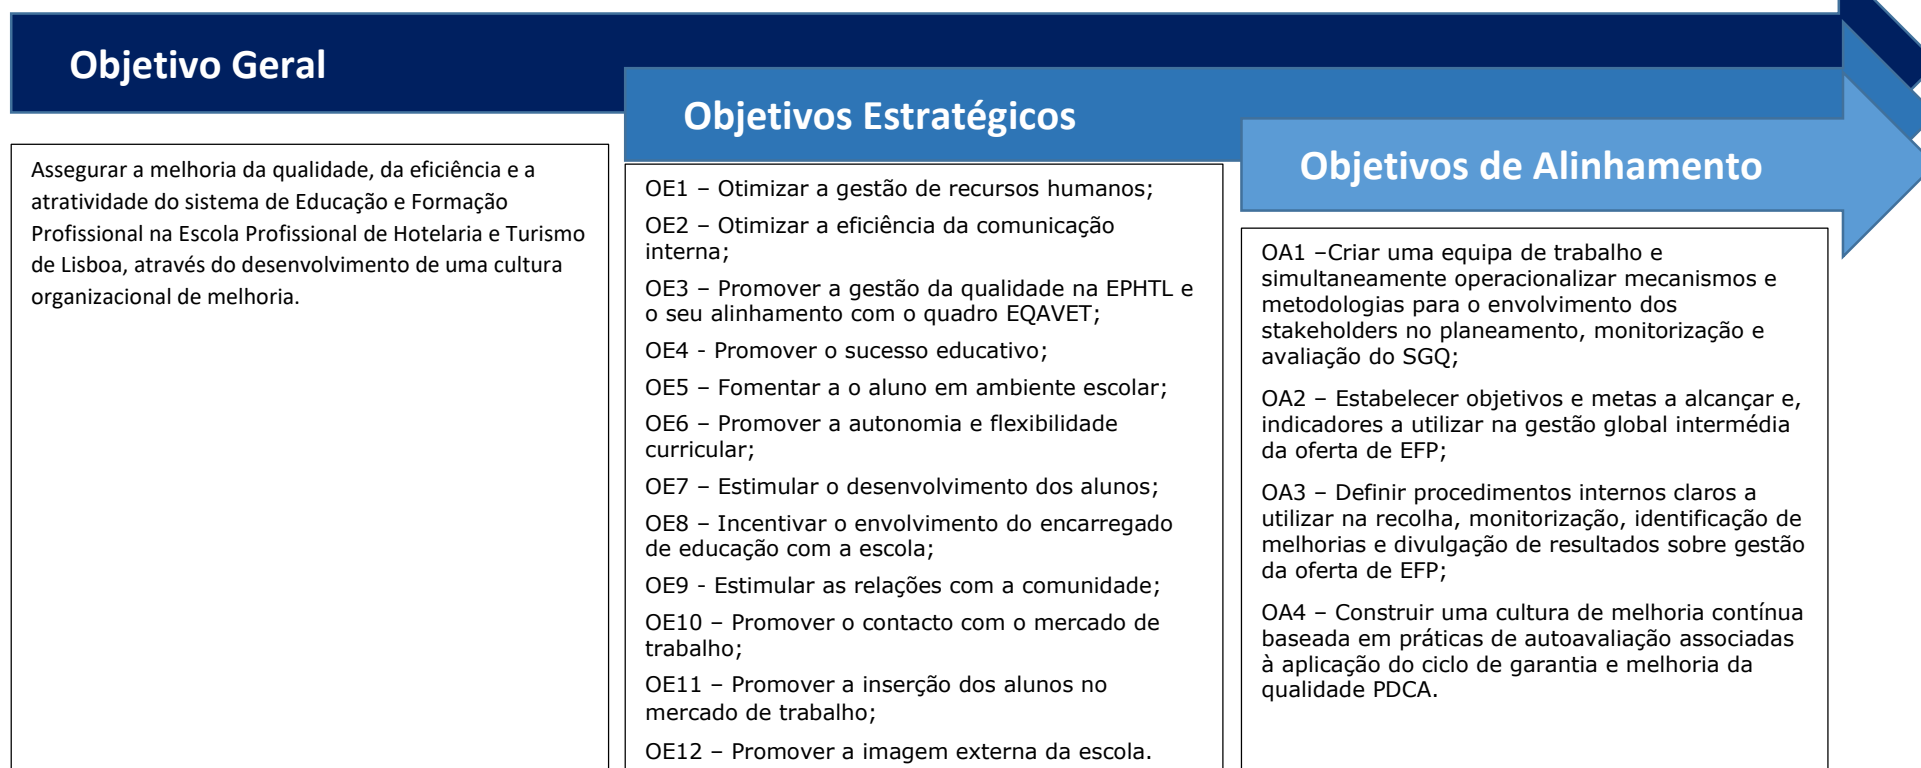 Objetivo Geral
Assegurar a melhoria da qualidade, da eficiência e a
atratividade do sistema de Educação e Formação
Profissional na Escola Profissional de Hotelaria e Turismo
de Lisboa, através do desenvolvimento de uma cultura
organizacional de melhoria.
Objetivos Estratégicos
OE1 – Otimizar a gestão de recursos humanos;
OE2 – Otimizar a eficiência da comunicação
interna;
OE3 – Promover a gestão da qualidade na EPHTL e
o seu alinhamento com o quadro EQAVET;
OE4 - Promover o sucesso educativo;
OE5 – Fomentar a o aluno em ambiente escolar;
OE6 – Promover a autonomia e flexibilidade
curricular;
OE7 – Estimular o desenvolvimento dos alunos;
OE8 – Incentivar o envolvimento do encarregado
de educação com a escola;
OE9 - Estimular as relações com a comunidade;
OE10 – Promover o contacto com o mercado de
trabalho;
OE11 – Promover a inserção dos alunos no
mercado de trabalho;
OE12 – Promover a imagem externa da escola.
Objetivos de Alinhamento
OA1 –Criar uma equipa de trabalho e
simultaneamente operacionalizar mecanismos e
metodologias para o envolvimento dos
stakeholders no planeamento, monitorização e
avaliação do SGQ;
OA2 – Estabelecer objetivos e metas a alcançar e,
indicadores a utilizar na gestão global intermédia
da oferta de EFP;
OA3 – Definir procedimentos internos claros a
utilizar na recolha, monitorização, identificação de
melhorias e divulgação de resultados sobre gestão
da oferta de EFP;
OA4 – Construir uma cultura de melhoria contínua
baseada em práticas de autoavaliação associadas
à aplicação do ciclo de garantia e melhoria da
qualidade PDCA.